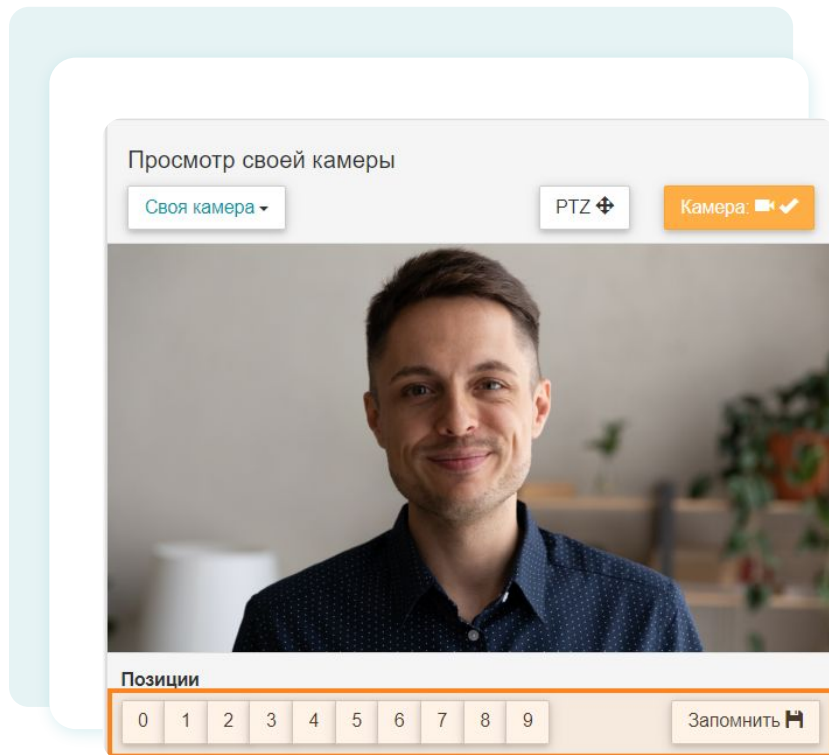 Просмотр своей камеры
Своя камера PTZ Камера:
Позиции
0 1 2 3 4 5 6 7 8 9 Запомнить